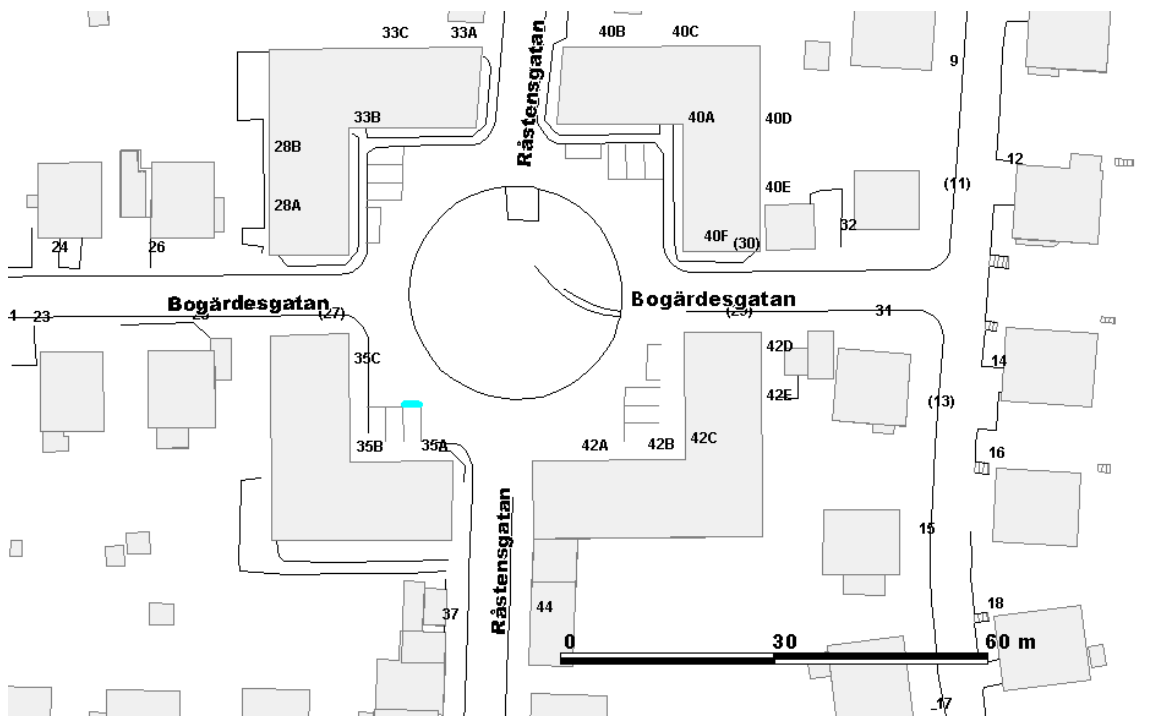 33C 33A 40B 40C
Råstensgatan
9
33B 40A 40D
28B
12
(11)
40E
28A
32
24 26 40F (30)
Bogärdesgatan Bogärdesgatan
1 23 (27) 31
35C 42D
14
42E
(13)
35B 35A 42A 42B 42C
16
Råstensgatan
15
37 44 18
0 30 60 m
17